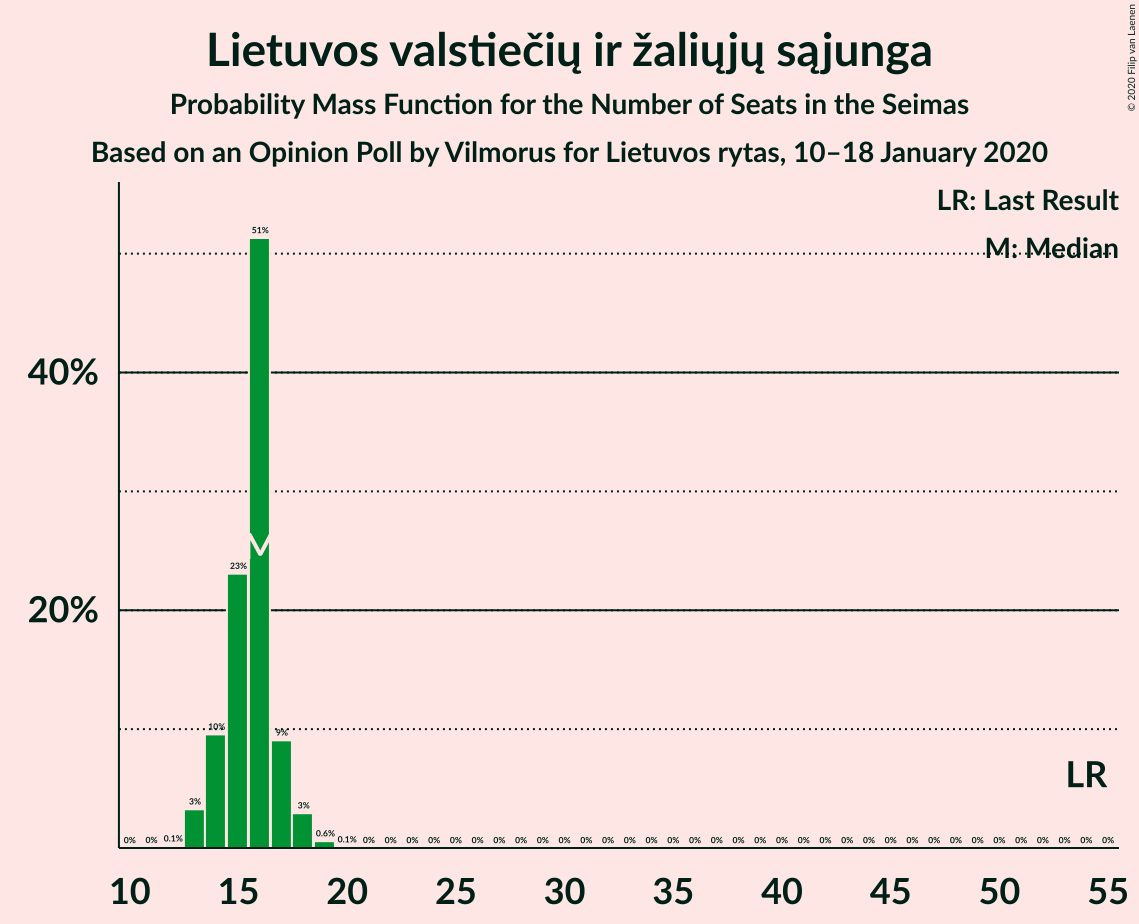 Lietuvos valstiečių ir žaliųjų sąjunga
Probability Mass Function for the Number of Seats in the Seimas
Based on an Opinion Poll by Vilmorus for Lietuvos rytas, 10–18 January 2020
© 2020 Filip van Laenen
LR: Last Result
M: Median
40%
20%
51%
23%
10%
9%
3%
3%
0.6%
0% 0% 0.1% 0.1% 0% 0% 0% 0% 0% 0% 0% 0% 0% 0% 0% 0% 0% 0% 0% 0% 0% 0% 0% 0% 0% 0% 0% 0% 0% 0% 0% 0% 0% 0% 0% 0% 0% 0% 0%
M
LR
10 15 20 25 30 35 40 45 50 55